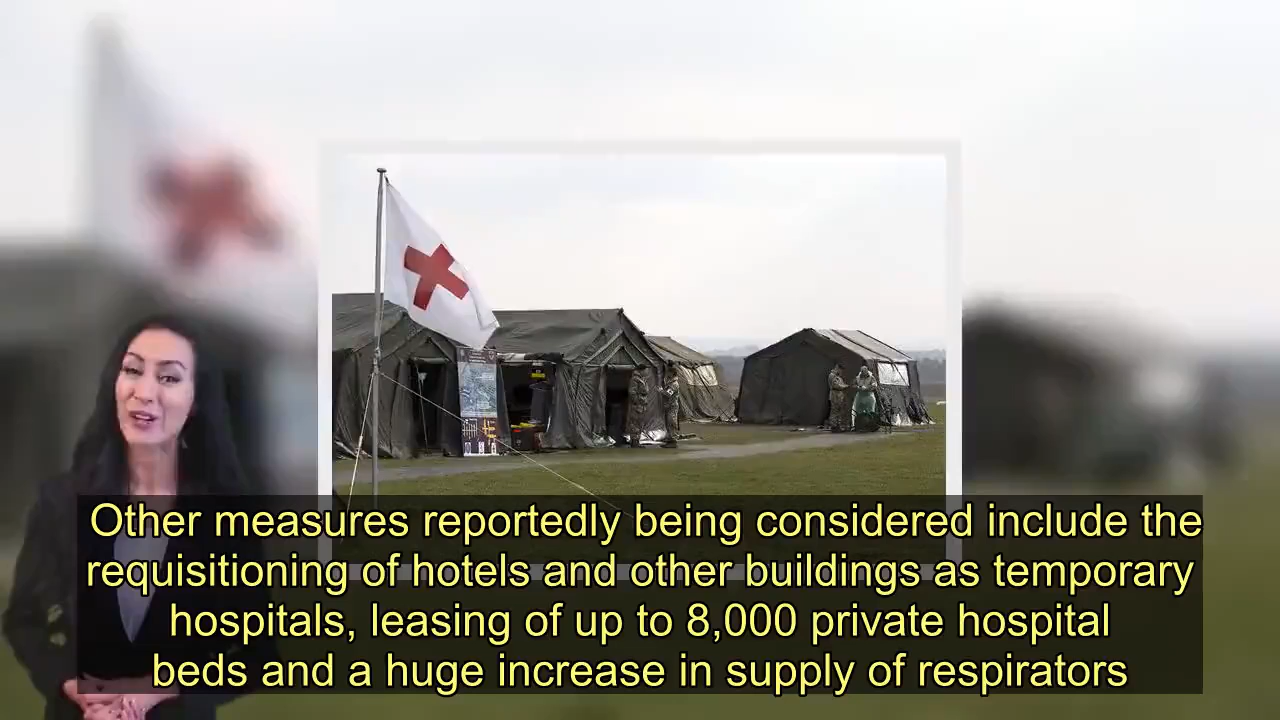 Other measures reportedly being considered include the
requisitioning of hotels and other buildings as temporary
hospitals, leasing of up to 8,000 private hospital
beds and a huge increase in supply of respirators